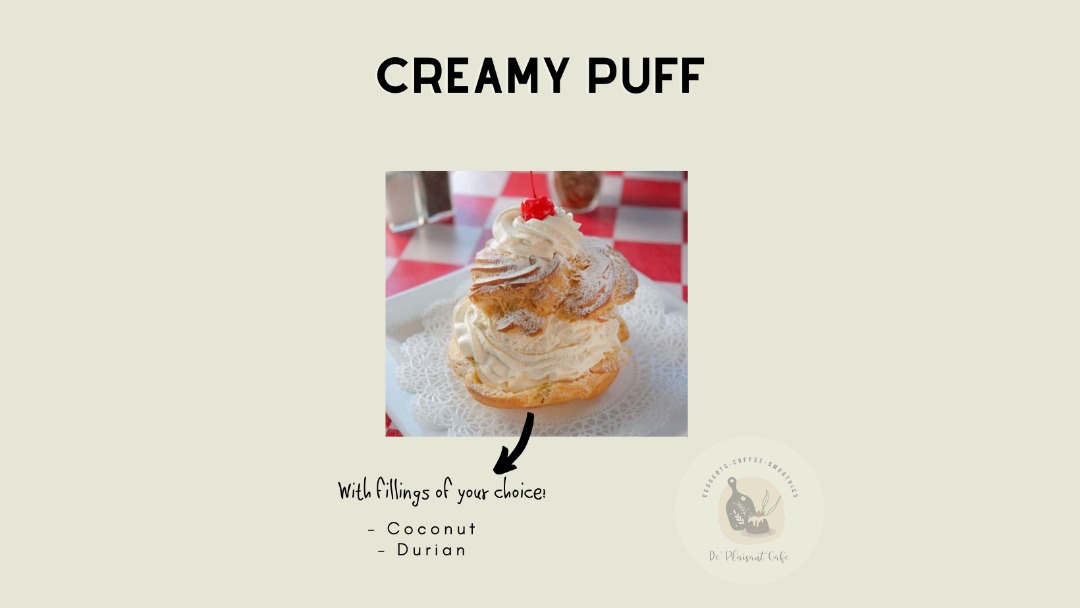 CREAMY PUFF
With fillings of your choice!
- Coconut
- Durian
DESSERTS-COFFEE-SMOOTHIES
De' Plaisant Cafe